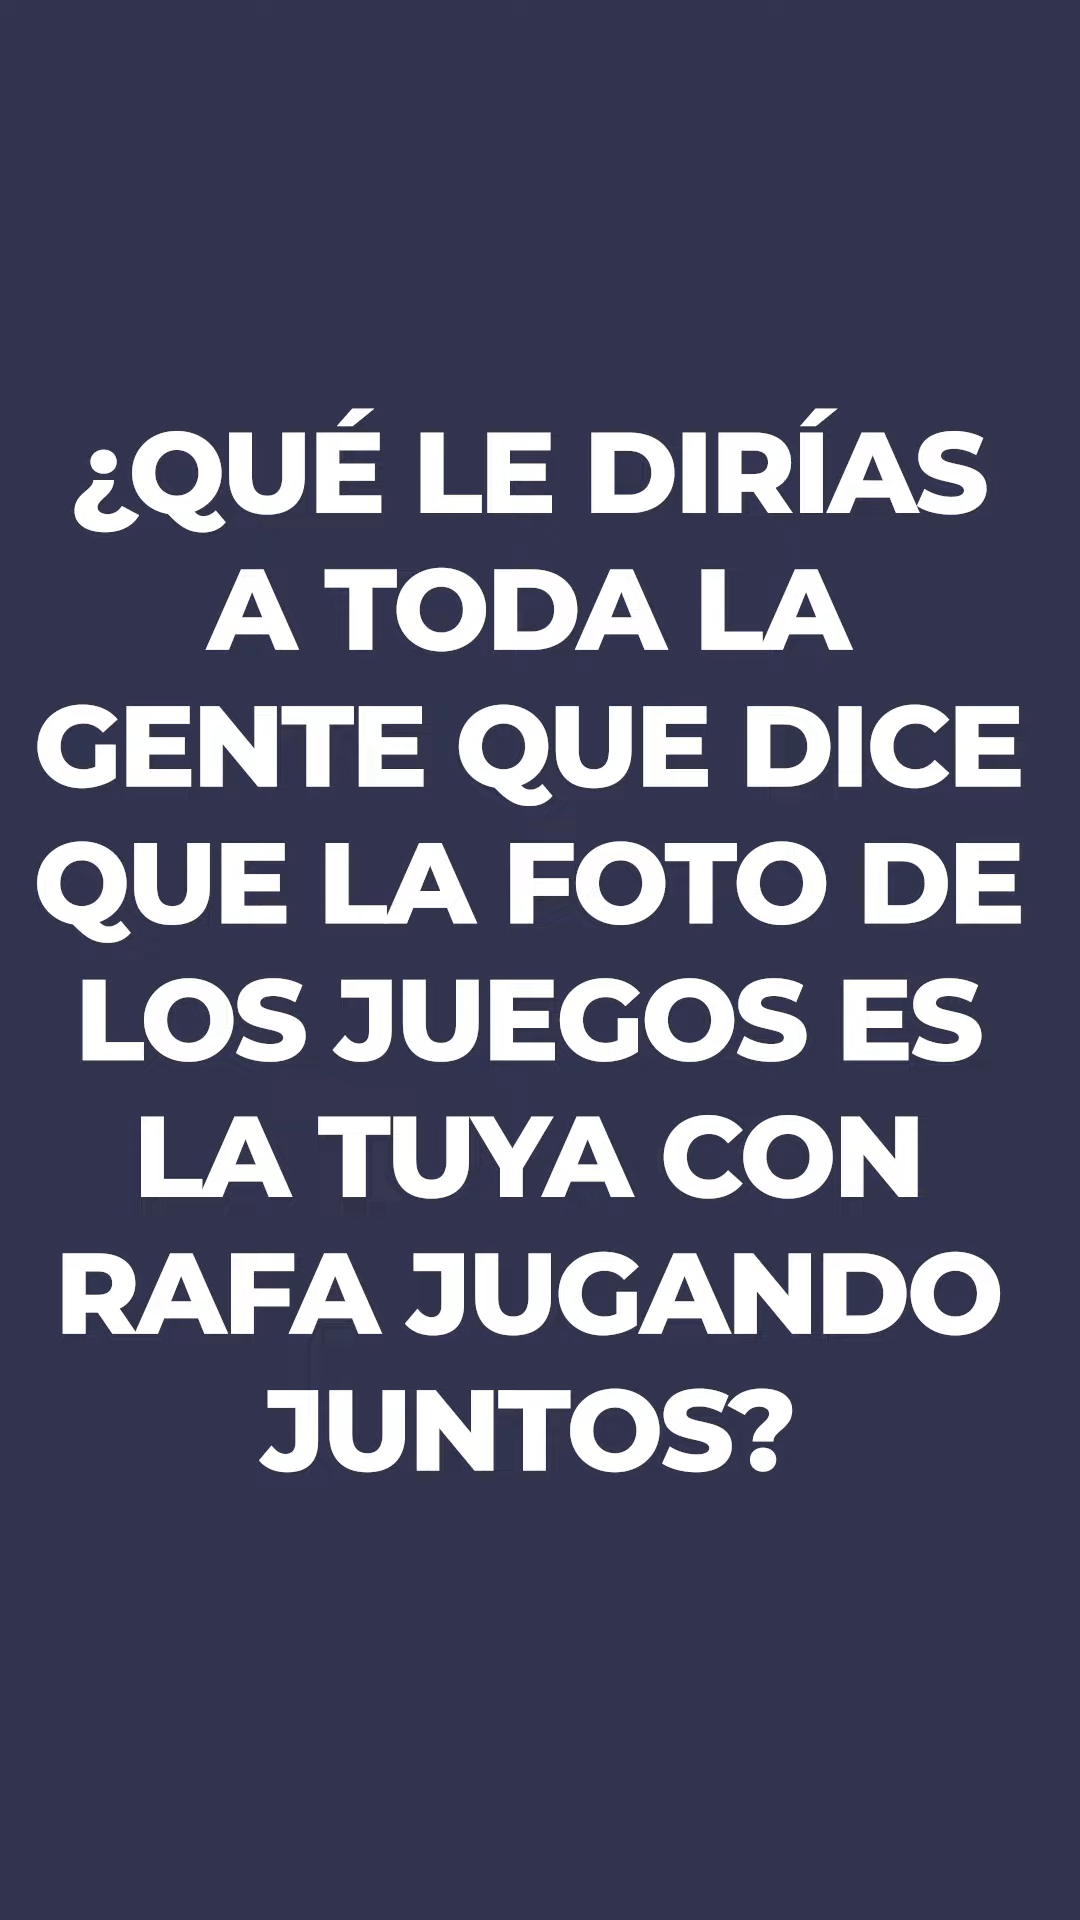 ¿QUÉ LE DIRÍAS
A TODA LA
GENTE QUE DICE
QUE LA FOTO DE
LOS JUEGOS ES
LA TUYA CON
RAFA JUGANDO
JUNTOS?